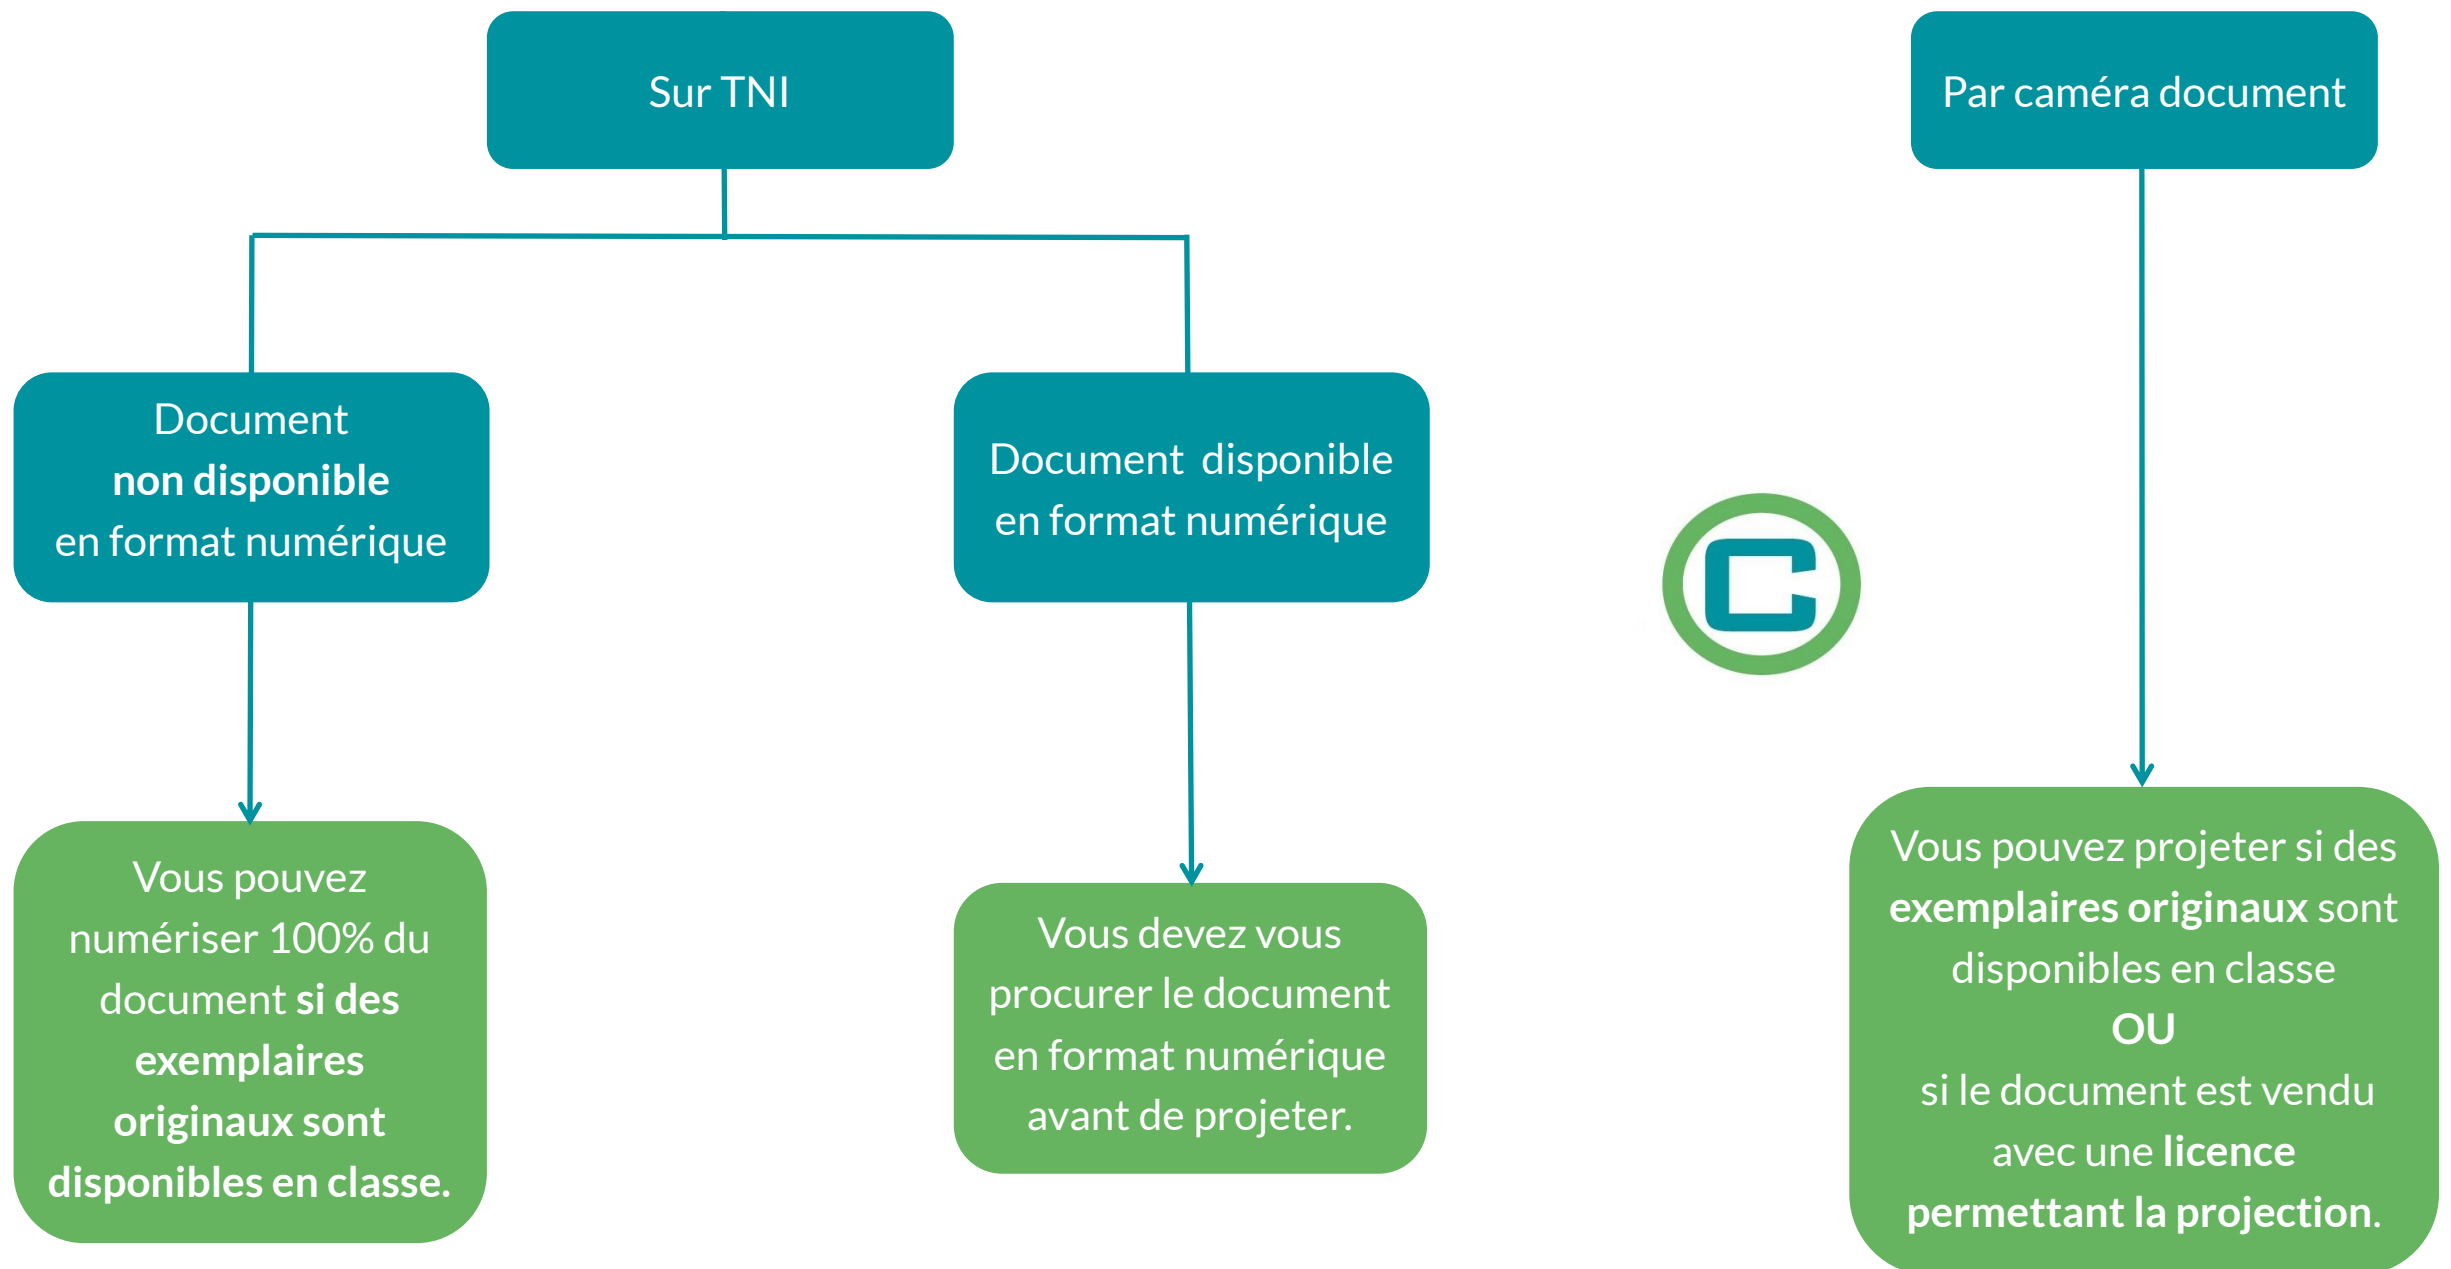 Sur TNI
Par caméra document
Document
non disponible
en format numérique
Document disponible
en format numérique
C
Vous pouvez
numériser 100% du
document si des
exemplaires
originaux sont
disponibles en classe.
Vous devez vous
procurer le document
en format numérique
avant de projeter.
Vous pouvez projeter si des
exemplaires originaux sont
disponibles en classe
OU
si le document est vendu
avec une licence
permettant la projection.